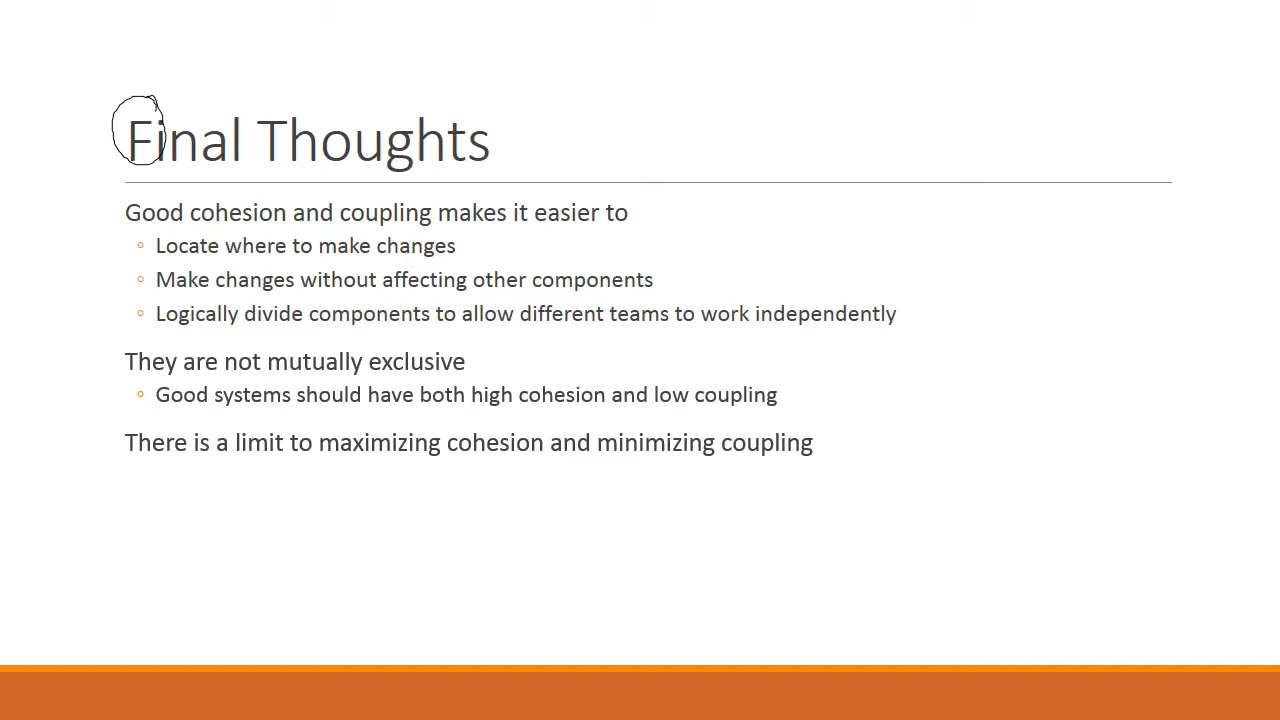 Final Thoughts
Good cohesion and coupling makes it easier to
Locate where to make changes
Make changes without affecting other components
Logically divide components to allow different teams to work independently
They are not mutually exclusive
Good systems should have both high cohesion and low coupling
There is a limit to maximizing cohesion and minimizing coupling